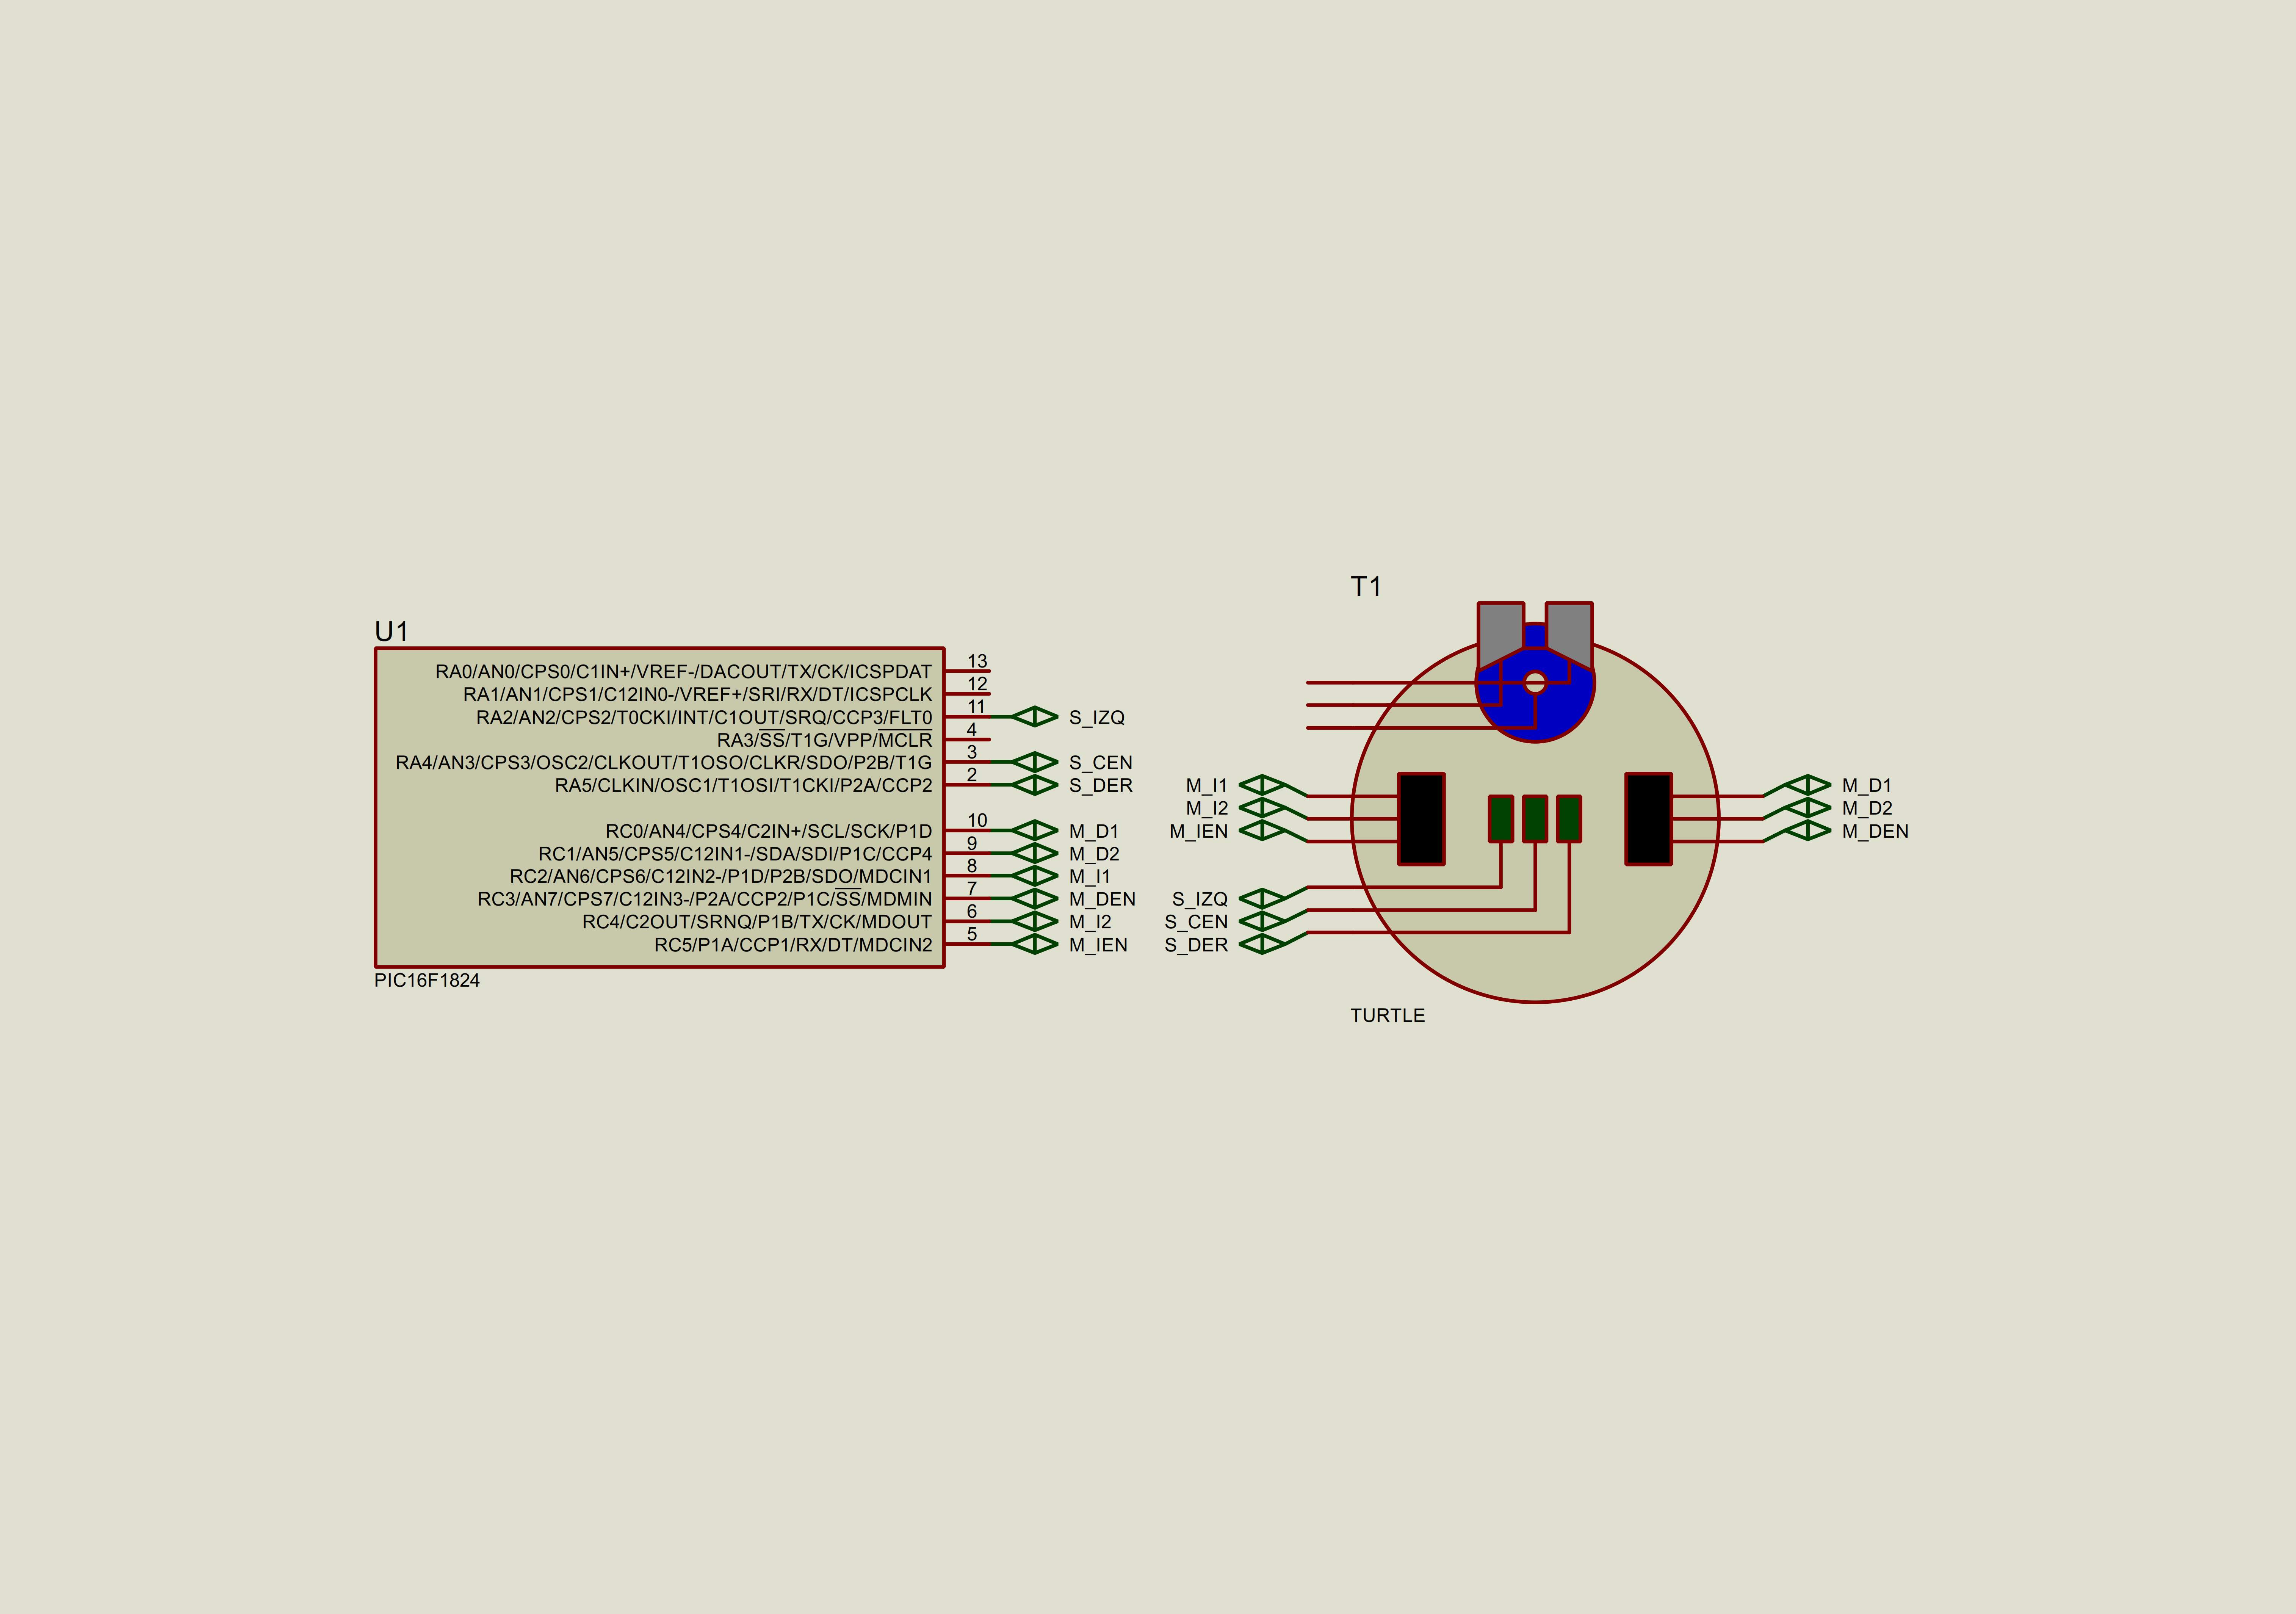 U1
RA0/AN0/CPS0/C1IN+/VREF-/DACOUT/TX/CK/ICSPDAT 13
RA1/AN1/CPS1/C12IN0-/VREF+/SRI/RX/DT/ICSPCLK 12
RA2/AN2/CPS2/T0CKI/INT/C1OUT/SRQ/CCP3/FLT0 11 S_IZQ
RA3/SS/T1G/VPP/MCLR 4
RA4/AN3/CPS3/OSC2/CLKOUT/T1OSO/CLKR/SDO/P2B/T1G 3 S_CEN
RA5/CLKIN/OSC1/T1OSI/T1CKI/P2A/CCP2 2 S_DER
RC0/AN4/CPS4/C2IN+/SCL/SCK/P1D 10 M_D1
RC1/AN5/CPS5/C12IN1-/SDA/SDI/P1C/CCP4 9 M_D2
RC2/AN6/CPS6/C12IN2-/P1D/P2B/SDO/MDCIN1 8 M_I1
RC3/AN7/CPS7/C12IN3-/P2A/CCP2/P1C/SS/MDMIN 7 M_DEN
RC4/C2OUT/SRNQ/P1B/TX/CK/MDOUT 6 M_I2
RC5/P1A/CCP1/RX/DT/MDCIN2 5 M_IEN
PIC16F1824
T1
M_I1
M_I2
M_IEN
S_IZQ
S_CEN
S_DER
M_D1
M_D2
M_DEN
TURTLE